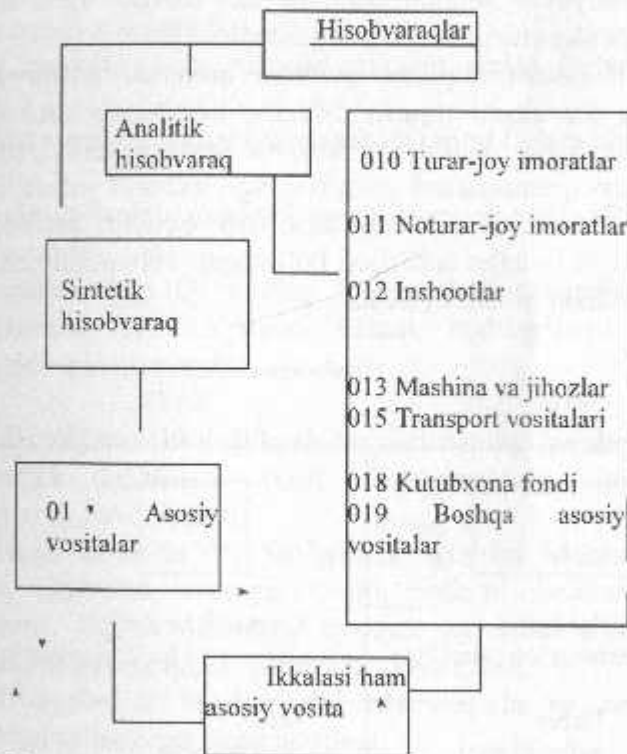 Hisobvaraqlar
Analitik
hisobvaraq
010 Turar-joy imoratlar
011 Noturar-joy imoratlar
Sintetik
hisobvaraq
012 Inshootlar
013 Mashina va jihozlar
015 Transport vositalari
018 Kutubxona fondi
019 Boshqa asosiy
vositalar
01 Asosiy
vositalar
Ikkalasi ham
asosiy vosita